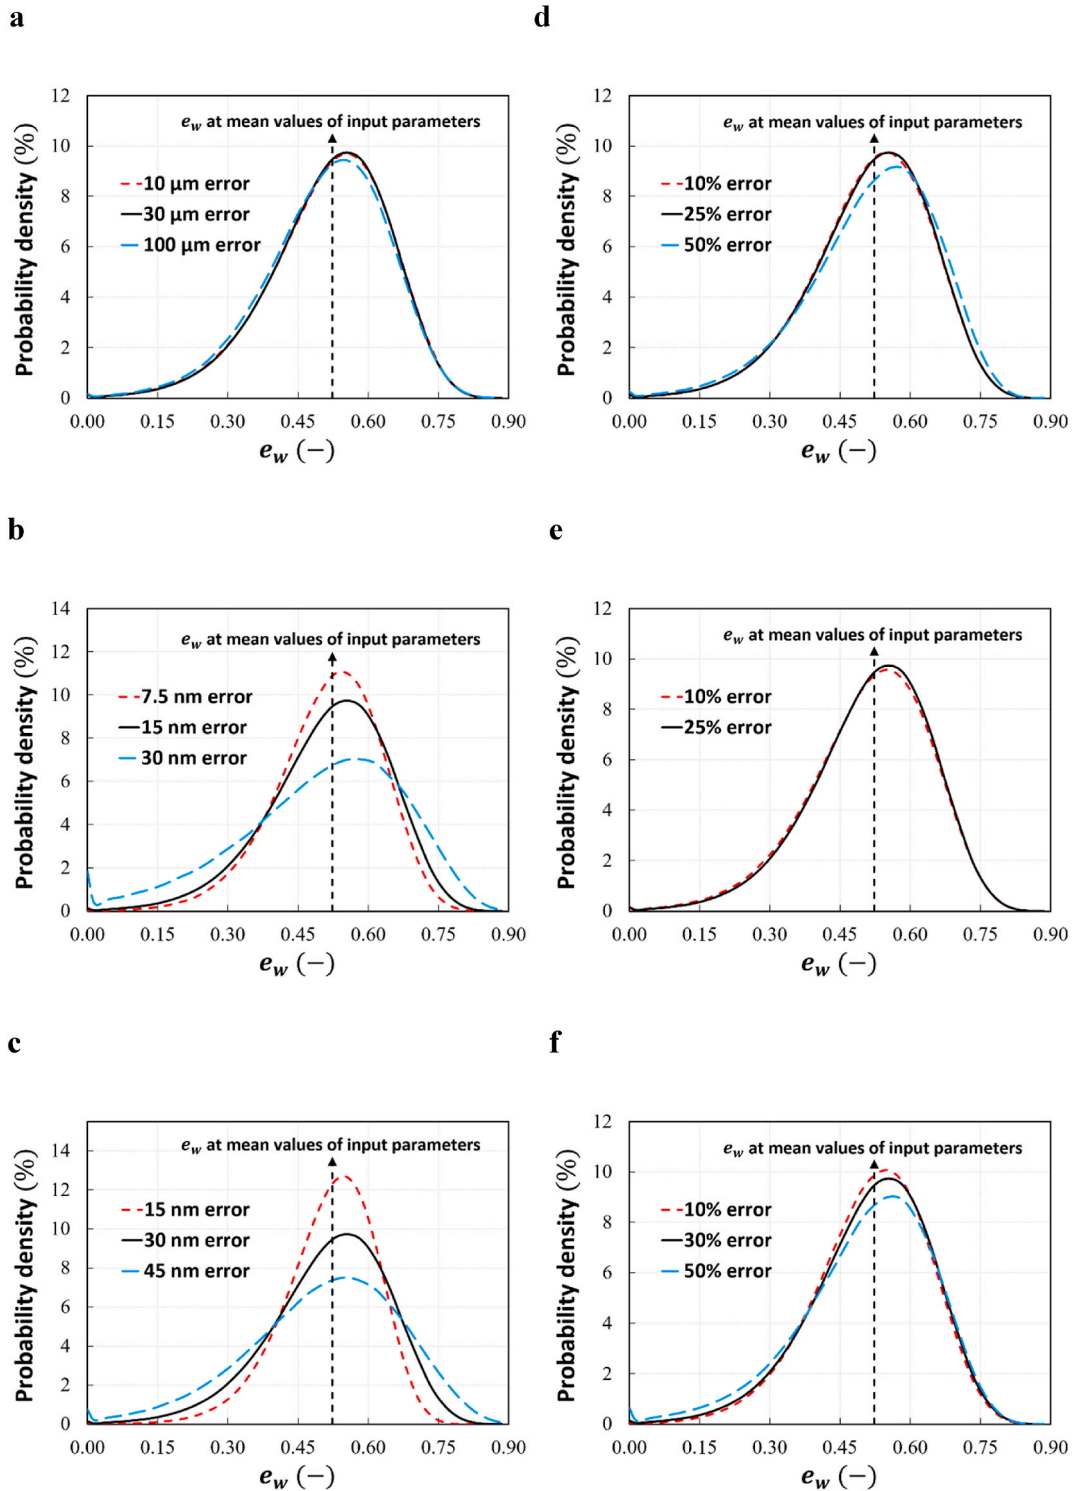 a
12
10
8
6
4
2
0
Probability density (%)
e_w at mean values of input parameters
10 µm error
30 µm error
100 µm error
0.00 0.15 0.30 0.45 0.60 0.75 0.90
e_w (−)
d
12
10
8
6
4
2
0
Probability density (%)
e_w at mean values of input parameters
10% error
25% error
50% error
0.00 0.15 0.30 0.45 0.60 0.75 0.90
e_w (−)
b
14
12
10
8
6
4
2
0
Probability density (%)
e_w at mean values of input parameters
7.5 nm error
15 nm error
30 nm error
0.00 0.15 0.30 0.45 0.60 0.75 0.90
e_w (−)
e
12
10
8
6
4
2
0
Probability density (%)
e_w at mean values of input parameters
10% error
25% error
0.00 0.15 0.30 0.45 0.60 0.75 0.90
e_w (−)
c
14
12
10
8
6
4
2
0
Probability density (%)
e_w at mean values of input parameters
15 nm error
30 nm error
45 nm error
0.00 0.15 0.30 0.45 0.60 0.75 0.90
e_w (−)
f
12
10
8
6
4
2
0
Probability density (%)
e_w at mean values of input parameters
10% error
30% error
50% error
0.00 0.15 0.30 0.45 0.60 0.75 0.90
e_w (−)